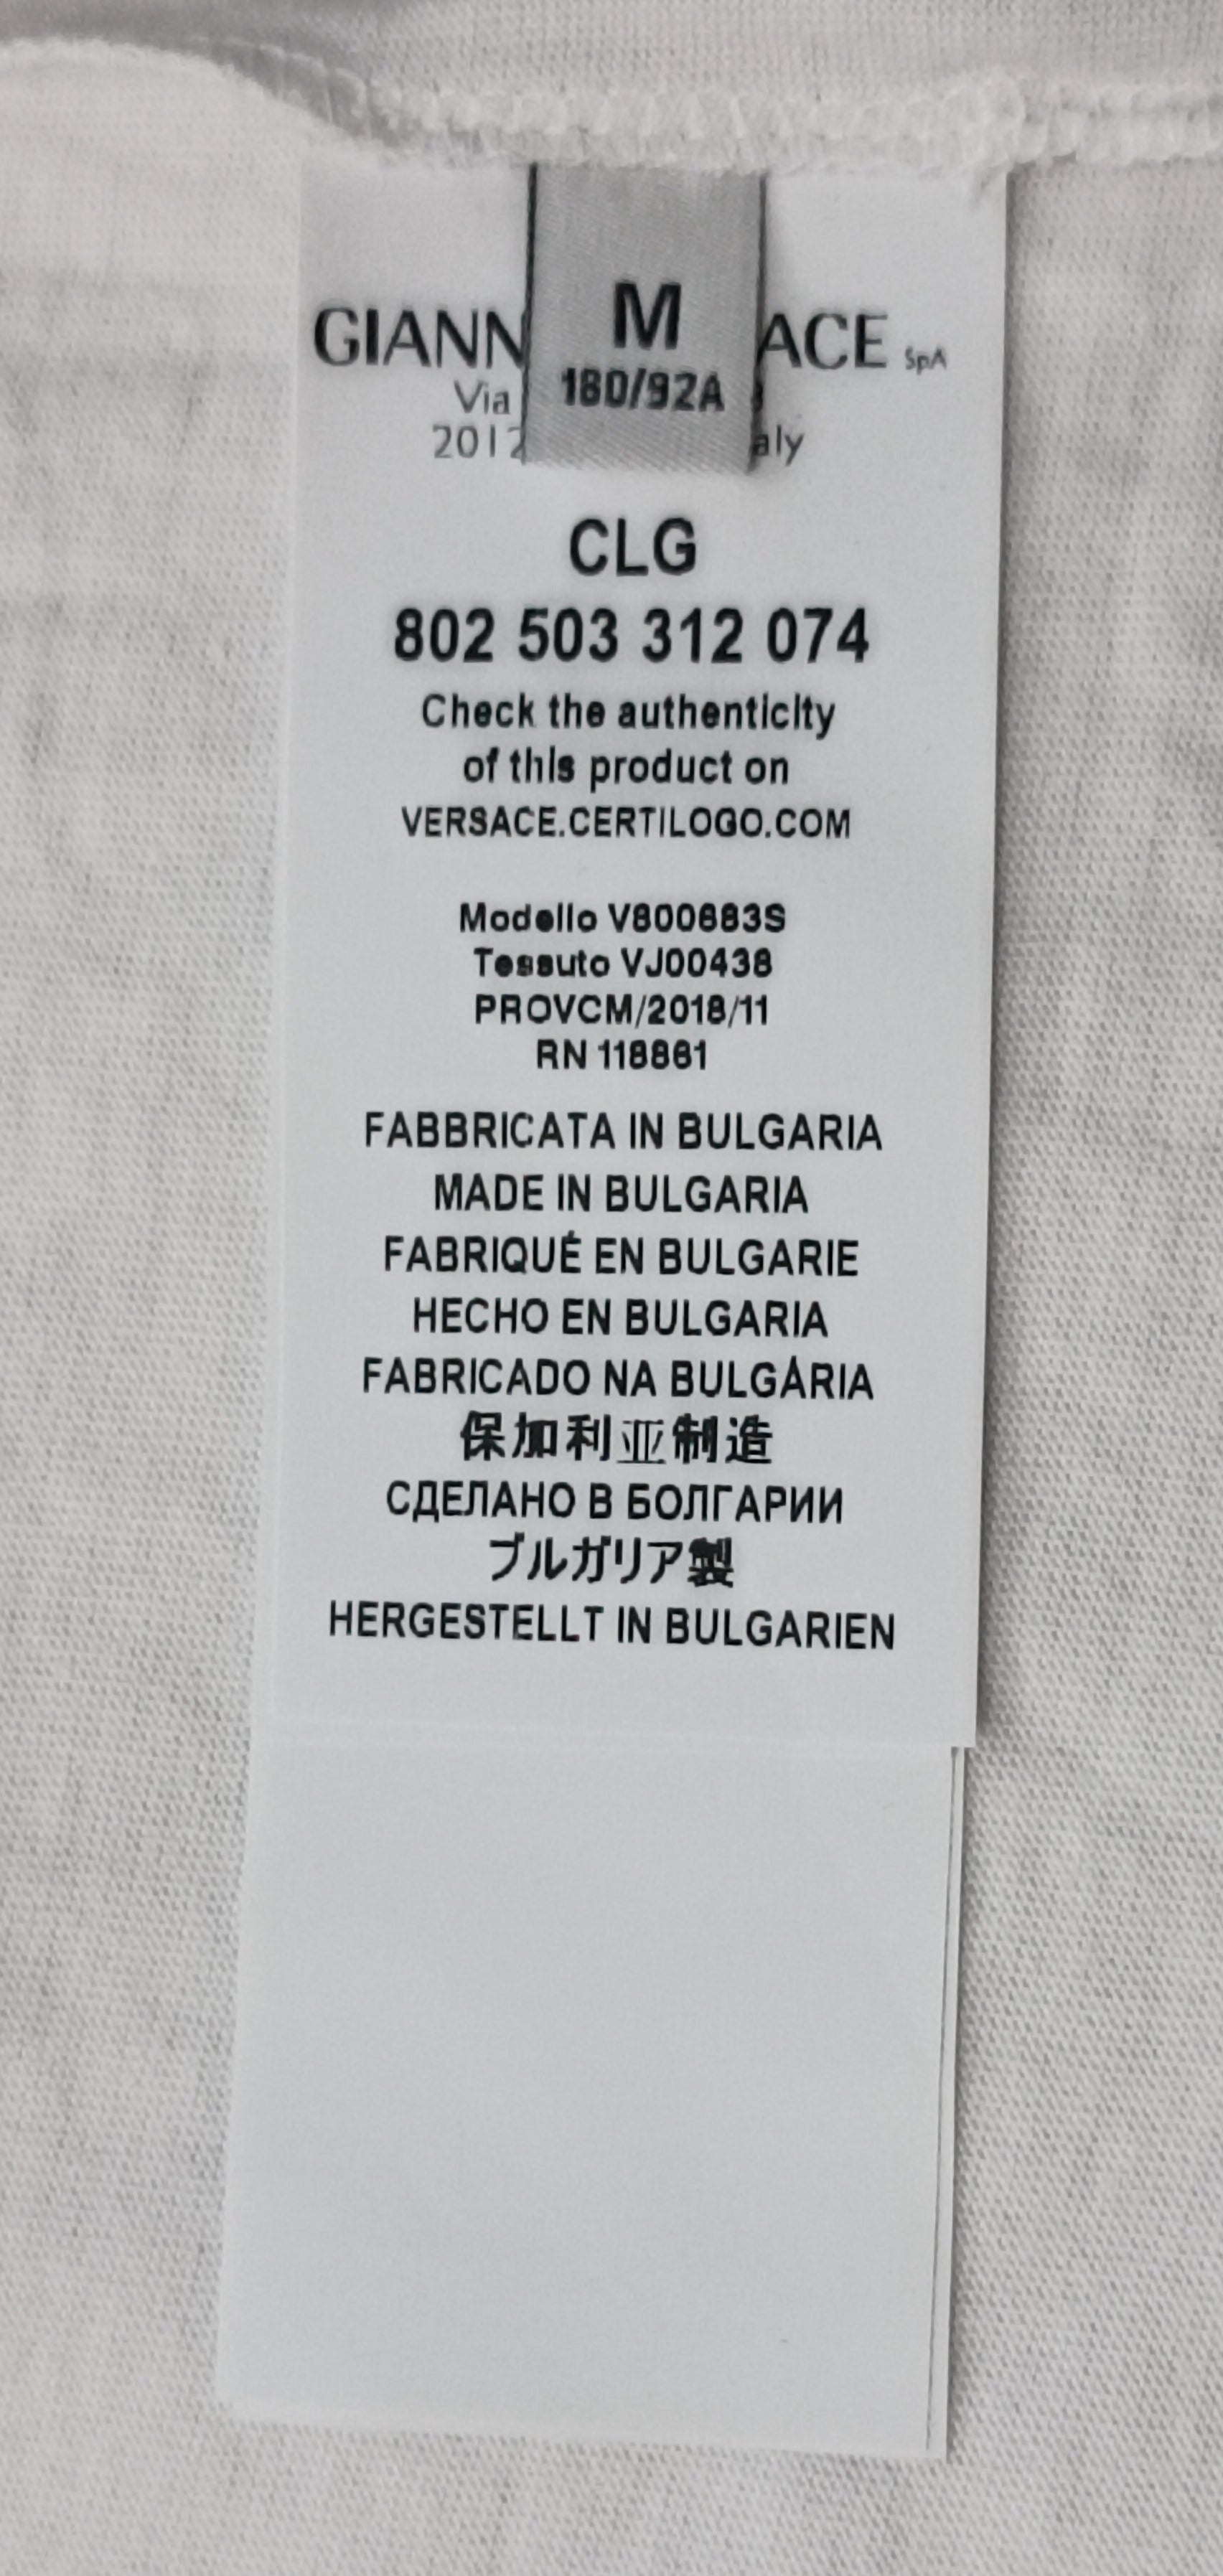 M
180/92A
GIANN ACE SpA
Via
2012 aly
CLG
802 503 312 074
Check the authenticity
of this product on
VERSACE.CERTILOGO.COM
Modello V800683S
Tessuto VJ00438
PROVCM/2018/11
RN 118861
FABBRICATA IN BULGARIA
MADE IN BULGARIA
FABRIQUÉ EN BULGARIE
HECHO EN BULGARIA
FABRICADO NA BULGÁRIA
保加利亚制造
СДЕЛАНО В БОЛГАРИИ
ブルガリア製
HERGESTELLT IN BULGARIEN